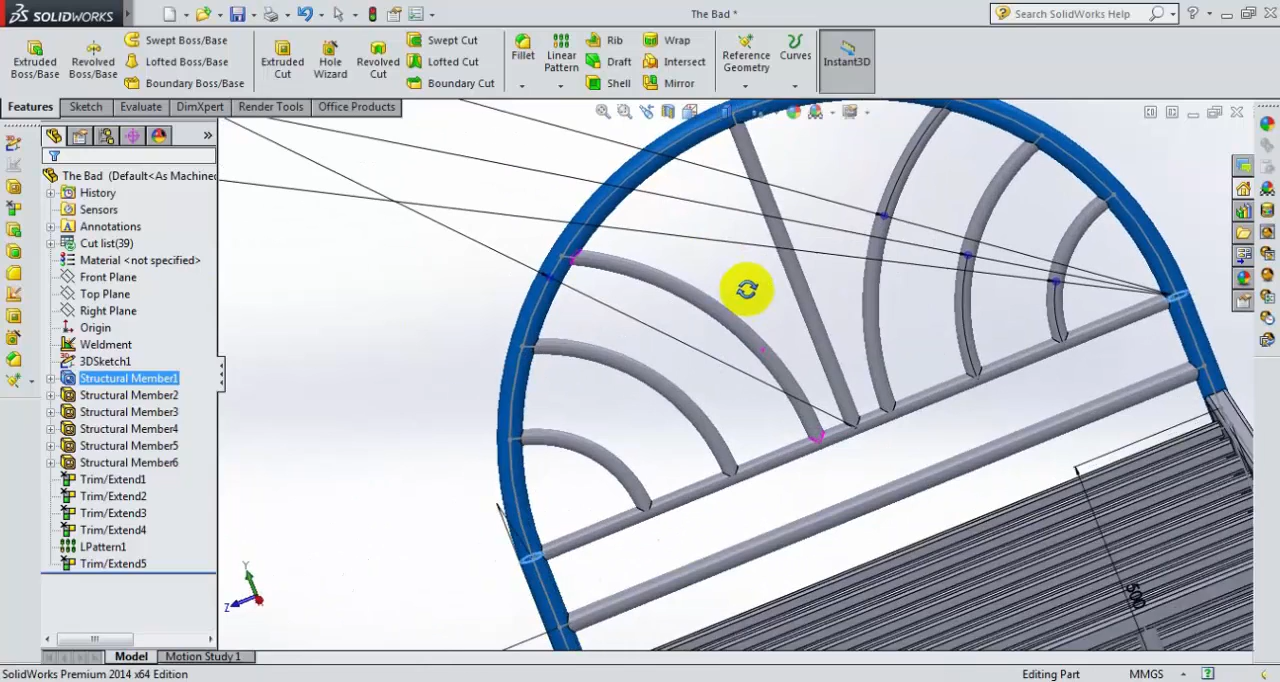 SOLIDWORKS
The Bad *
Search SolidWorks Help
Extruded Boss/Base
Revolved Boss/Base
Swept Boss/Base
Lofted Boss/Base
Boundary Boss/Base
Extruded Cut
Hole Wizard
Revolved Cut
Swept Cut
Lofted Cut
Boundary Cut
Fillet
Linear Pattern
Rib
Draft
Shell
Wrap
Intersect
Mirror
Reference Geometry
Curves
Instant3D
Features
Sketch
Evaluate
DimXpert
Render Tools
Office Products
The Bad (Default<As Machine
History
Sensors
Annotations
Cut list(39)
Material <not specified>
Front Plane
Top Plane
Right Plane
Origin
Weldment
3DSketch1
Structural Member1
Structural Member2
Structural Member3
Structural Member4
Structural Member5
Structural Member6
Trim/Extend1
Trim/Extend2
Trim/Extend3
Trim/Extend4
LPattern1
Trim/Extend5
Y
Z
500
Model
Motion Study 1
SolidWorks Premium 2014 x64 Edition
Editing Part
MMGS